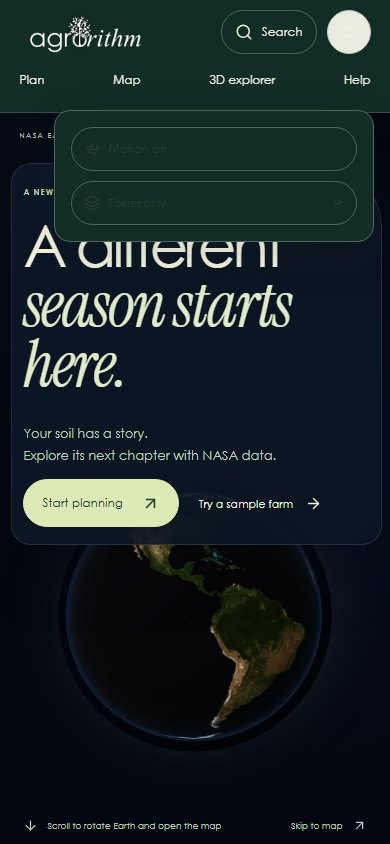 agrorithm
Search
Plan
Map
3D explorer
Help
Motion on
NASA
Poster only
A NEW
A different
season starts
here.
Your soil has a story.
Explore its next chapter with NASA data.
Start planning
Try a sample farm
Scroll to rotate Earth and open the map
Skip to map